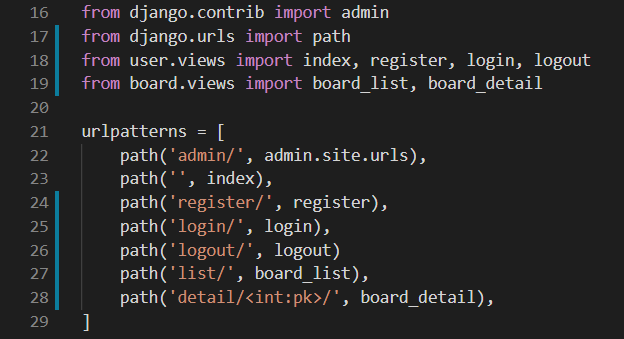 16 from django.contrib import admin
17 from django.urls import path
18 from user.views import index, register, login, logout
19 from board.views import board_list, board_detail
20
21 urlpatterns = [
22     path('admin/', admin.site.urls),
23     path('', index),
24     path('register/', register),
25     path('login/', login),
26     path('logout/', logout)
27     path('list/', board_list),
28     path('detail/<int:pk>/', board_detail),
29 ]